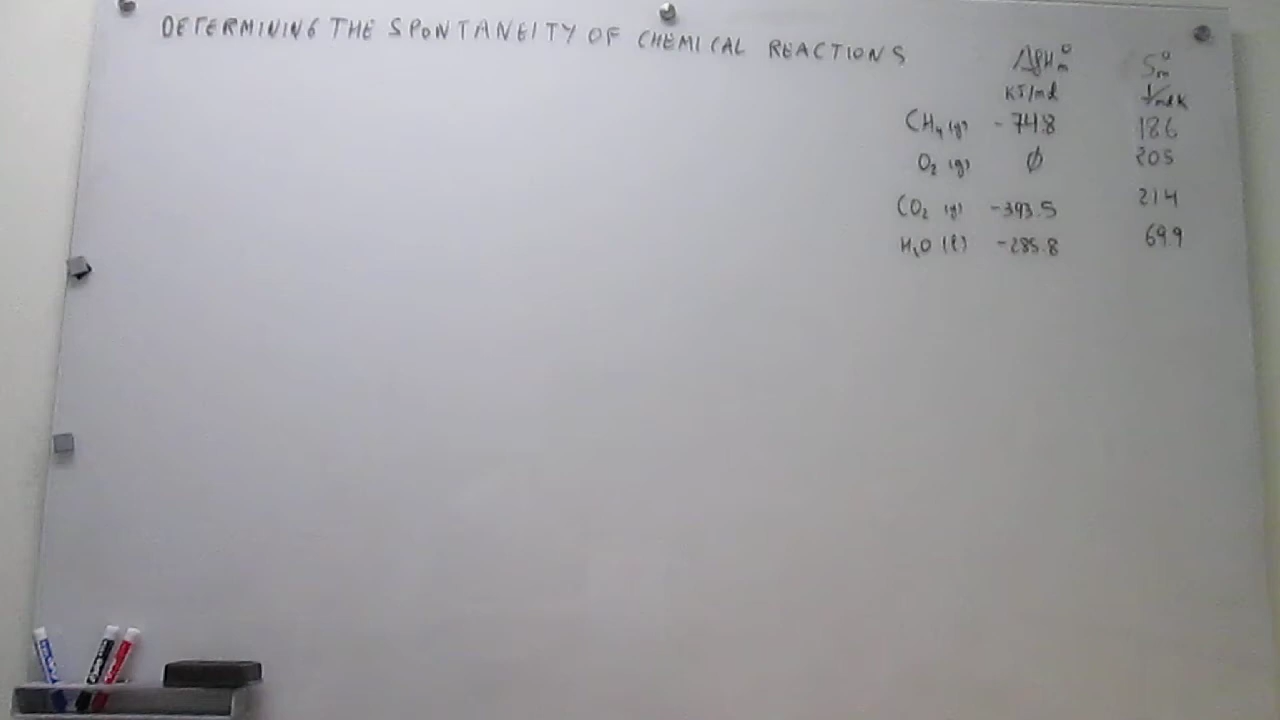 DETERMINING THE SPONTANEITY OF CHEMICAL REACTIONS
ΔfH°m S°m
KJ/mol J/molK
CH4 (g) -74.8 186
O2 (g) ∅ 205
CO2 (g) -393.5 214
H2O (l) -285.8 69.9